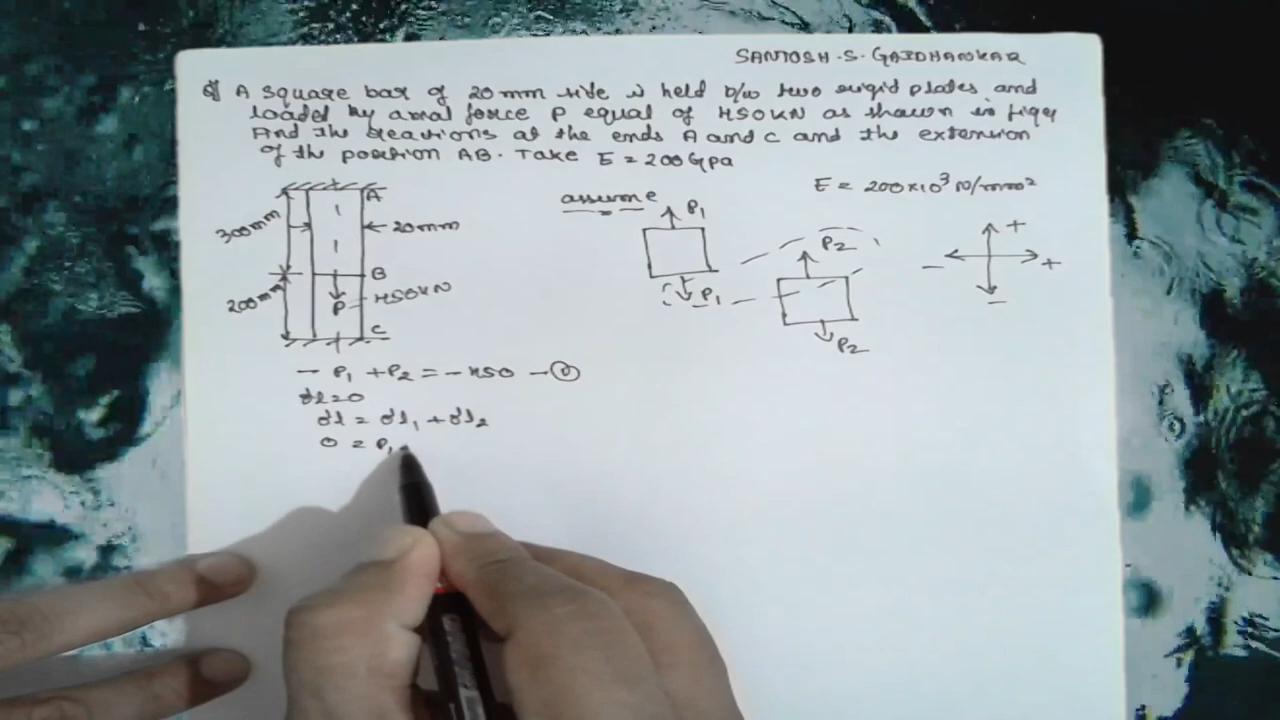 SANTOSH.S.GAIDHANKAR
Q) A square bar of 20mm side is held b/w two rigid plates and
loaded by axial force P equal of 450KN as shown in figer
find the reactions at the ends A and C and the extension
of the position AB. Take E = 200 Gpa
E = 200×10³ N/mm²
assume
A
300mm
20mm
B
200mm
P
450KN
C
P₁
P₁
P₂
P₂
+
+
−
−
− P₁ + P₂ = −450 −①
δl=0
δl = δl₁ + δl₂
0 = P₁